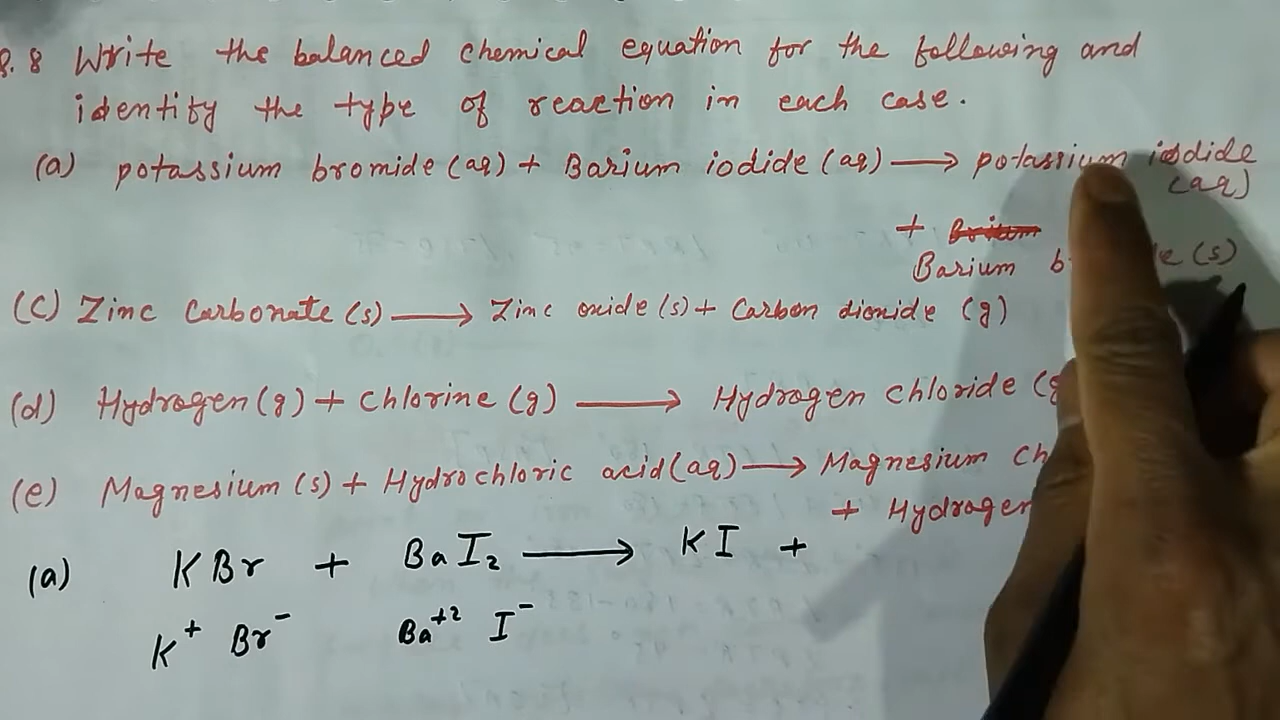 8. 8 Write the balanced chemical equation for the following and
identify the type of reaction in each case.
(a) potassium bromide (aq) + Barium iodide (aq) ⟶ potassium iodide
(aq)
+
Barium (s)
(c) Zinc Carbonate (s) ⟶ Zinc oxide (s) + Carbon dioxide (g)
(d) Hydrogen (g) + Chlorine (g) ⟶ Hydrogen Chloride (g
(e) Magnesium (s) + Hydrochloric acid (aq) ⟶ Magnesium Ch
+ Hydrogen
(a) KBr + BaI₂ ⟶ KI +
K⁺ Br⁻ Ba⁺² I⁻